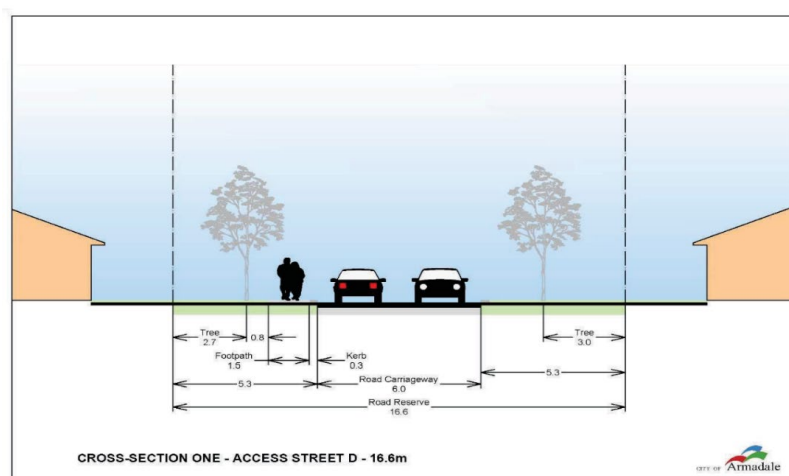 Tree
2.7
0.8
Tree
3.0
Footpath
1.5
Kerb
0.3
5.3
Road Carriageway
6.0
5.3
Road Reserve
16.6
CROSS-SECTION ONE - ACCESS STREET D - 16.6m
CITY OF Armadale